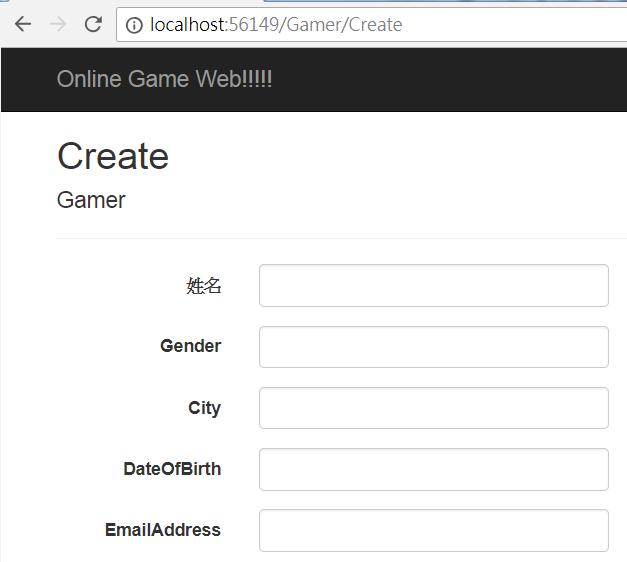 localhost:56149/Gamer/Create
Online Game Web!!!!!
Create
Gamer
姓名
Gender
City
DateOfBirth
EmailAddress